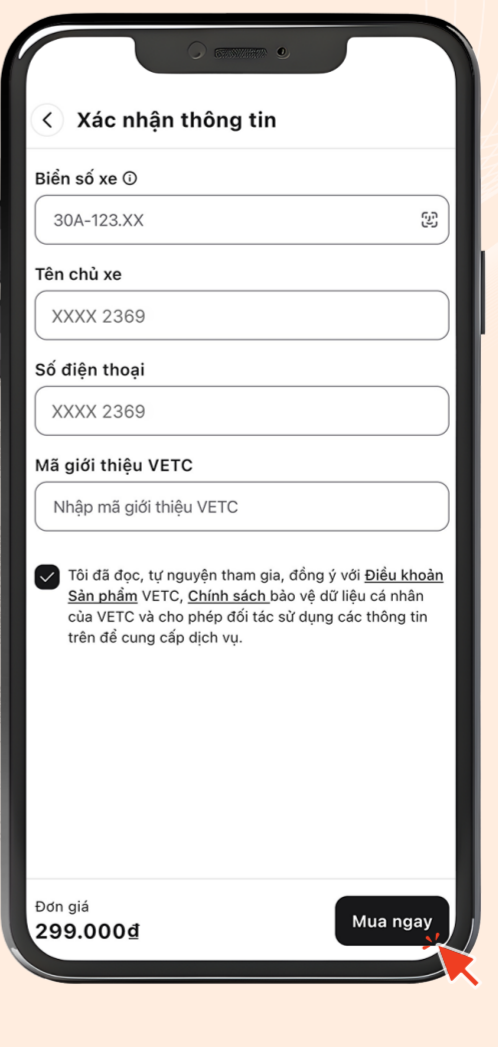 Xác nhận thông tin
Biển số xe
30A-123.XX
Tên chủ xe
XXXX 2369
Số điện thoại
XXXX 2369
Mã giới thiệu VETC
Nhập mã giới thiệu VETC
Tôi đã đọc, tự nguyện tham gia, đồng ý với Điều khoản
Sản phẩm VETC, Chính sách bảo vệ dữ liệu cá nhân
của VETC và cho phép đối tác sử dụng các thông tin
trên để cung cấp dịch vụ.
Đơn giá
299.000đ
Mua ngay